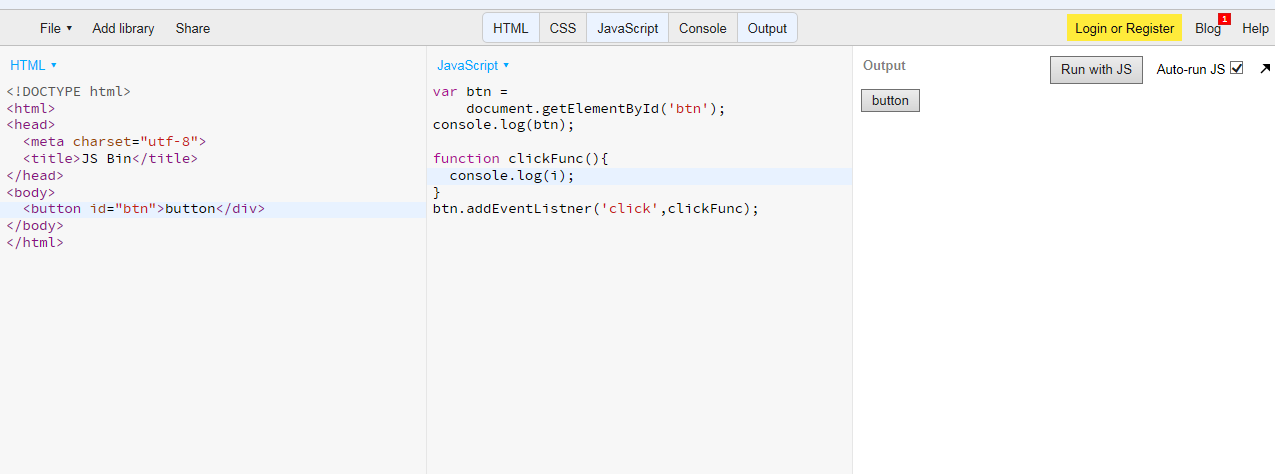 File ▾ Add library Share HTML CSS JavaScript Console Output Login or Register Blog 1 Help
HTML ▾
<!DOCTYPE html>
<html>
<head>
  <meta charset="utf-8">
  <title>JS Bin</title>
</head>
<body>
  <button id="btn">button</div>
</body>
</html>
JavaScript ▾
var btn =
    document.getElementById('btn');
console.log(btn);
function clickFunc(){
  console.log(i);
}
btn.addEventListner('click',clickFunc);
Output Run with JS Auto-run JS
button